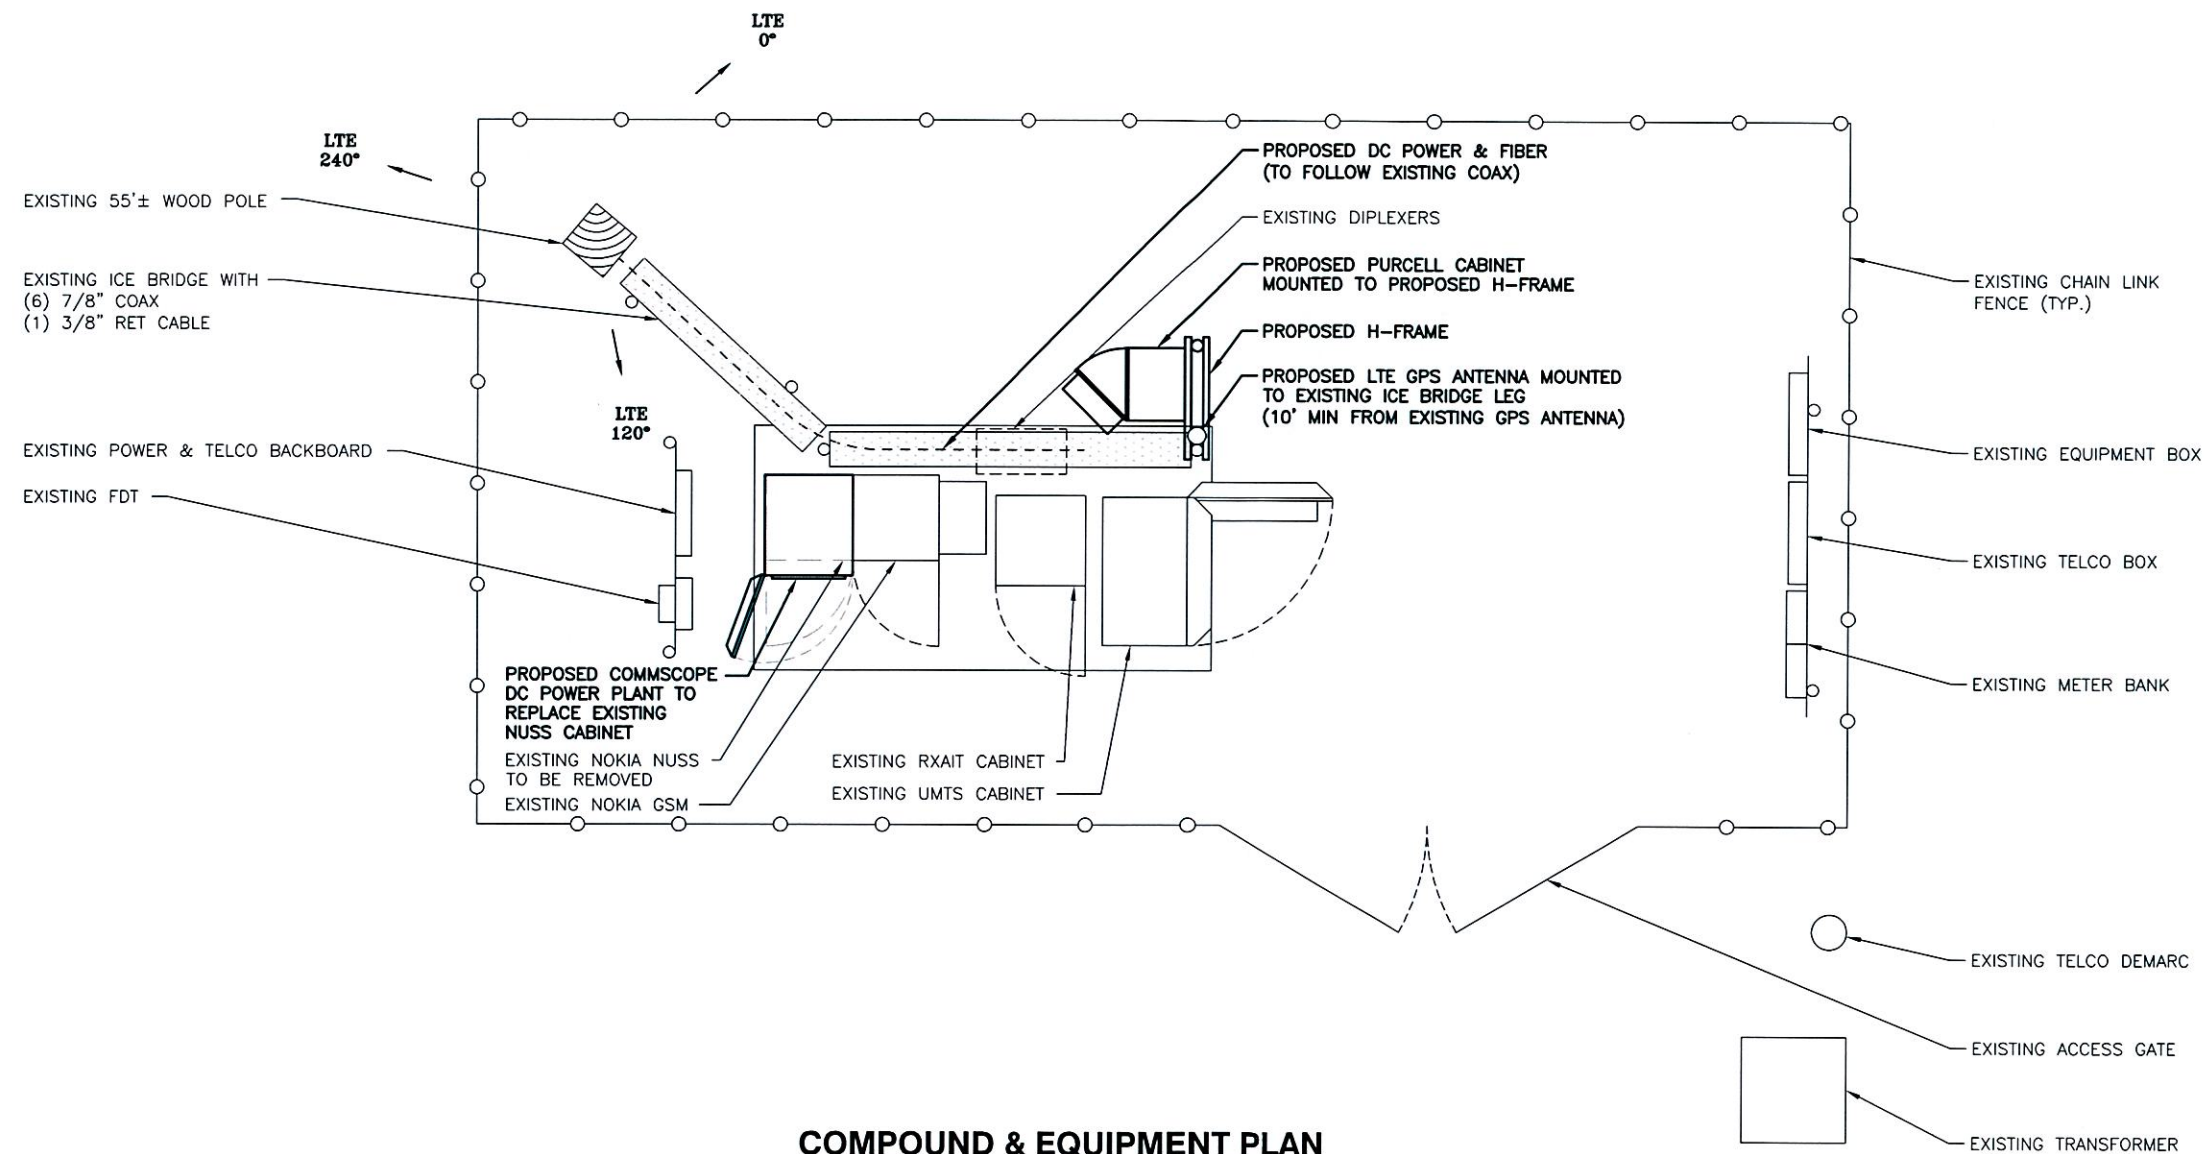 LTE
0°
LTE
240°
EXISTING 55'± WOOD POLE
EXISTING ICE BRIDGE WITH
(6) 7/8" COAX
(1) 3/8" RET CABLE
LTE
120°
EXISTING POWER & TELCO BACKBOARD
EXISTING FDT
PROPOSED DC POWER & FIBER
(TO FOLLOW EXISTING COAX)
EXISTING DIPLEXERS
PROPOSED PURCELL CABINET
MOUNTED TO PROPOSED H-FRAME
PROPOSED H-FRAME
PROPOSED LTE GPS ANTENNA MOUNTED
TO EXISTING ICE BRIDGE LEG
(10' MIN FROM EXISTING GPS ANTENNA)
EXISTING CHAIN LINK
FENCE (TYP.)
EXISTING EQUIPMENT BOX
EXISTING TELCO BOX
EXISTING METER BANK
PROPOSED COMMSCOPE
DC POWER PLANT TO
REPLACE EXISTING
NUSS CABINET
EXISTING NOKIA NUSS
TO BE REMOVED
EXISTING NOKIA GSM
EXISTING RXAIT CABINET
EXISTING UMTS CABINET
EXISTING TELCO DEMARC
EXISTING ACCESS GATE
EXISTING TRANSFORMER
COMPOUND & EQUIPMENT PLAN